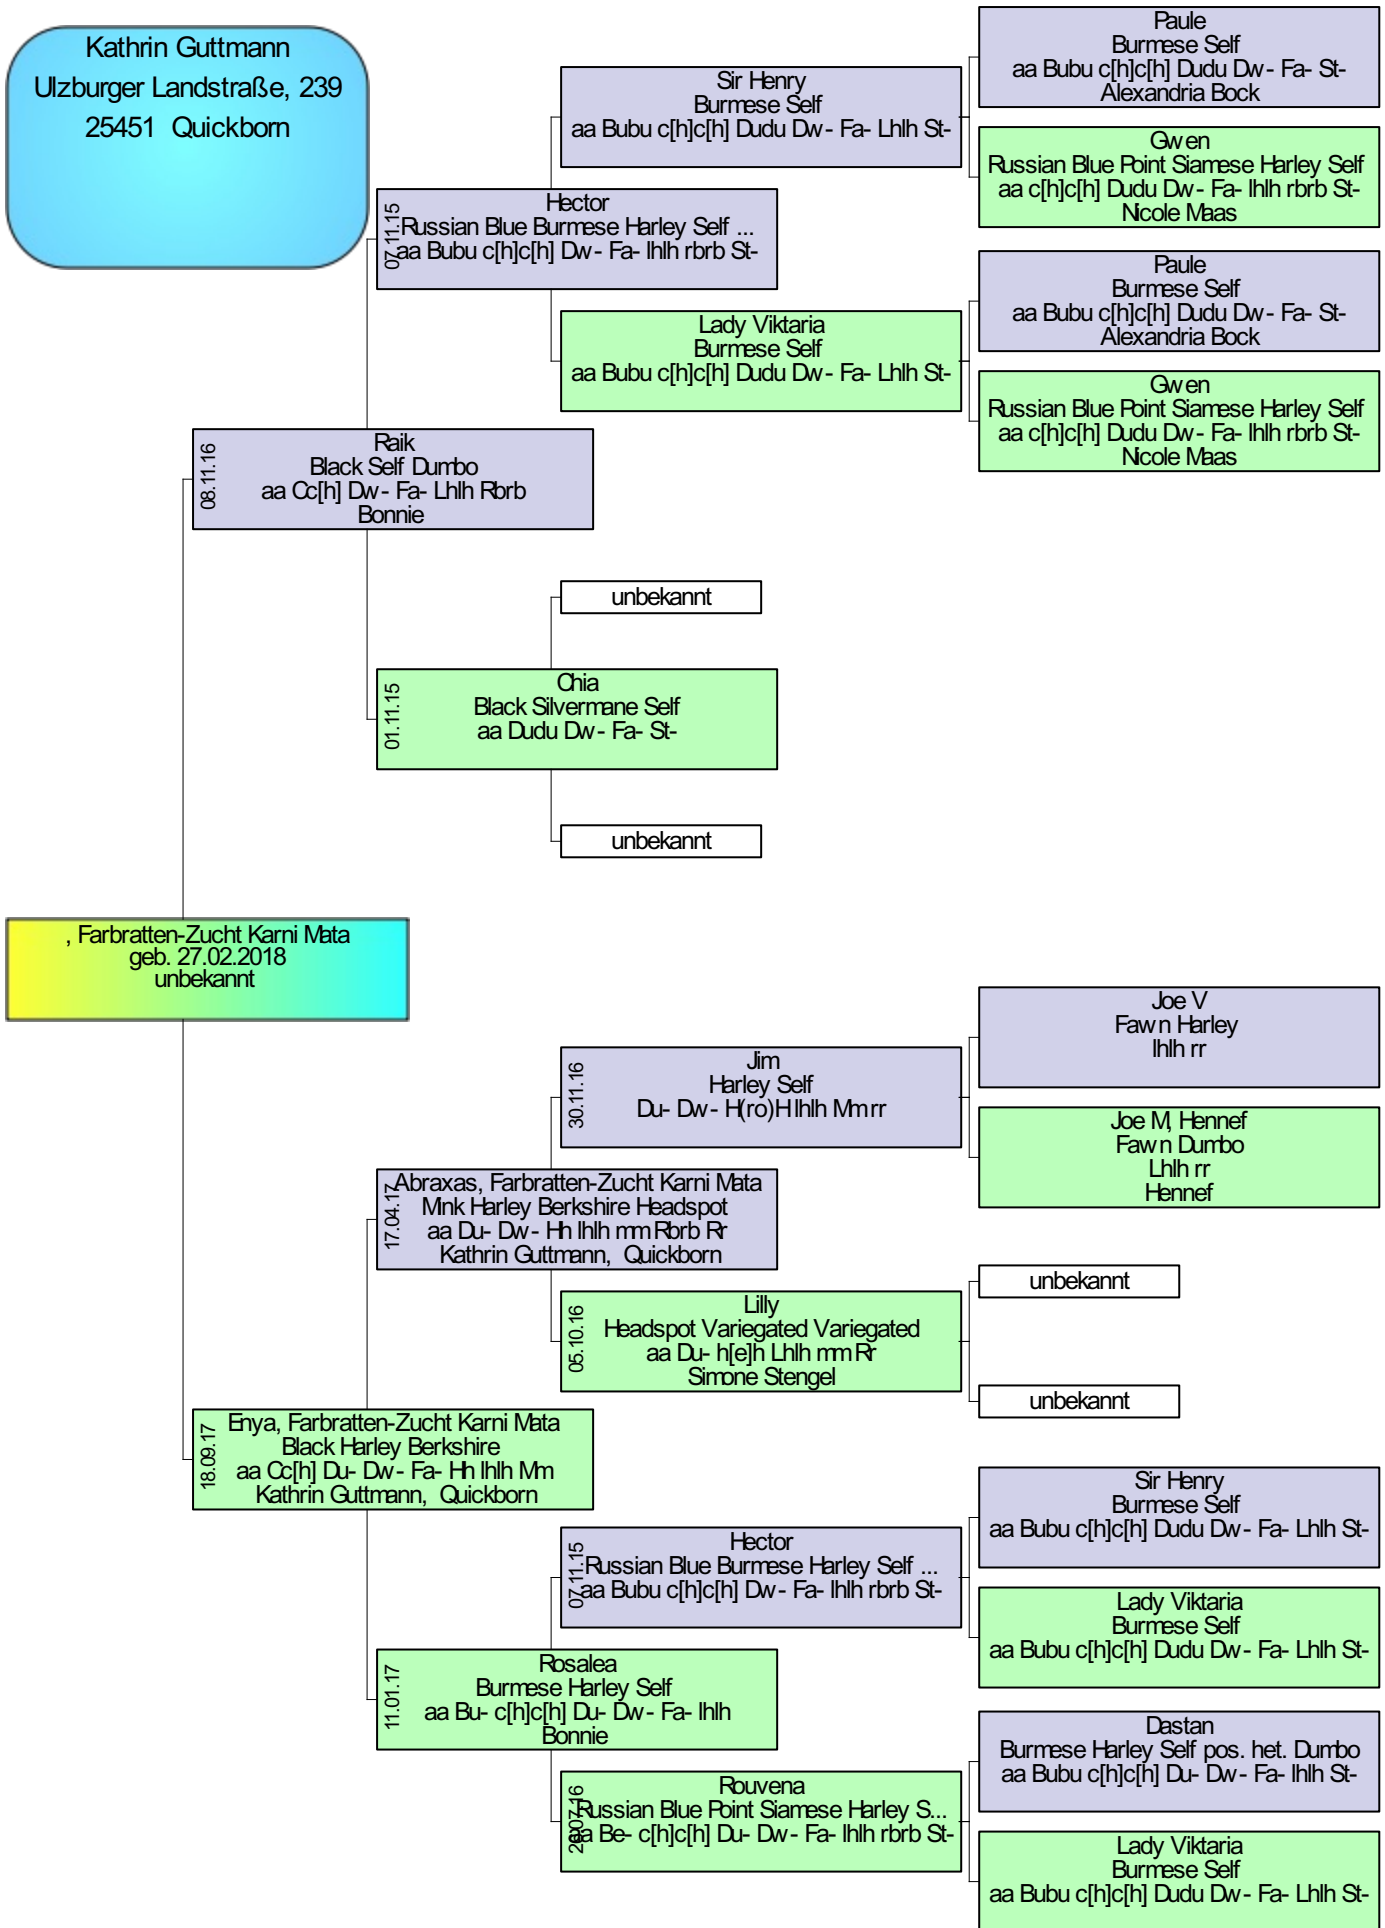 Kathrin Guttmann
Ulzburger Landstraße, 239
25451 Quickborn
Paule
Burmese Self
aa Bubu c[h]c[h] Dudu Dw- Fa- St-
Alexandria Bock
Sir Henry
Burmese Self
aa Bubu c[h]c[h] Dudu Dw- Fa- Lhlh St-
Gwen
Russian Blue Point Siamese Harley Self
aa c[h]c[h] Dudu Dw- Fa- lhlh rbrb St-
Nicole Maas
07.11.15
Hector
Russian Blue Burmese Harley Self ...
aa Bubu c[h]c[h] Dw- Fa- lhlh rbrb St-
Paule
Burmese Self
aa Bubu c[h]c[h] Dudu Dw- Fa- St-
Alexandria Bock
Lady Viktaria
Burmese Self
aa Bubu c[h]c[h] Dudu Dw- Fa- Lhlh St-
Gwen
Russian Blue Point Siamese Harley Self
aa c[h]c[h] Dudu Dw- Fa- lhlh rbrb St-
Nicole Maas
08.11.16
Raik
Black Self Dumbo
aa Cc[h] Dw- Fa- Lhlh Rbrb
Bonnie
unbekannt
01.11.15
Chia
Black Silvermane Self
aa Dudu Dw- Fa- St-
unbekannt
, Farbratten-Zucht Karni Mata
geb. 27.02.2018
unbekannt
Joe V
Fawn Harley
lhlh rr
30.11.16
Jim
Harley Self
Du- Dw- H(ro)H lhlh Mm rr
Joe M, Hennef
Fawn Dumbo
Lhlh rr
Hennef
17.04.17
Abraxas, Farbratten-Zucht Karni Mata
Mink Harley Berkshire Headspot
aa Du- Dw- Hh lhlh mm Rbrb Rr
Kathrin Guttmann, Quickborn
unbekannt
05.10.16
Lilly
Headspot Variegated Variegated
aa Du- h[e]h Lhlh mm Rr
Simone Stengel
unbekannt
18.09.17
Enya, Farbratten-Zucht Karni Mata
Black Harley Berkshire
aa Cc[h] Du- Dw- Fa- Hh lhlh Mm
Kathrin Guttmann, Quickborn
Sir Henry
Burmese Self
aa Bubu c[h]c[h] Dudu Dw- Fa- Lhlh St-
07.11.15
Hector
Russian Blue Burmese Harley Self ...
aa Bubu c[h]c[h] Dw- Fa- lhlh rbrb St-
Lady Viktaria
Burmese Self
aa Bubu c[h]c[h] Dudu Dw- Fa- Lhlh St-
11.01.17
Rosalea
Burmese Harley Self
aa Bu- c[h]c[h] Du- Dw- Fa- lhlh
Bonnie
Dastan
Burmese Harley Self pos. het. Dumbo
aa Bubu c[h]c[h] Du- Dw- Fa- lhlh St-
26.07.16
Rouvena
Russian Blue Point Siamese Harley S...
aa Be- c[h]c[h] Du- Dw- Fa- lhlh rbrb St-
Lady Viktaria
Burmese Self
aa Bubu c[h]c[h] Dudu Dw- Fa- Lhlh St-